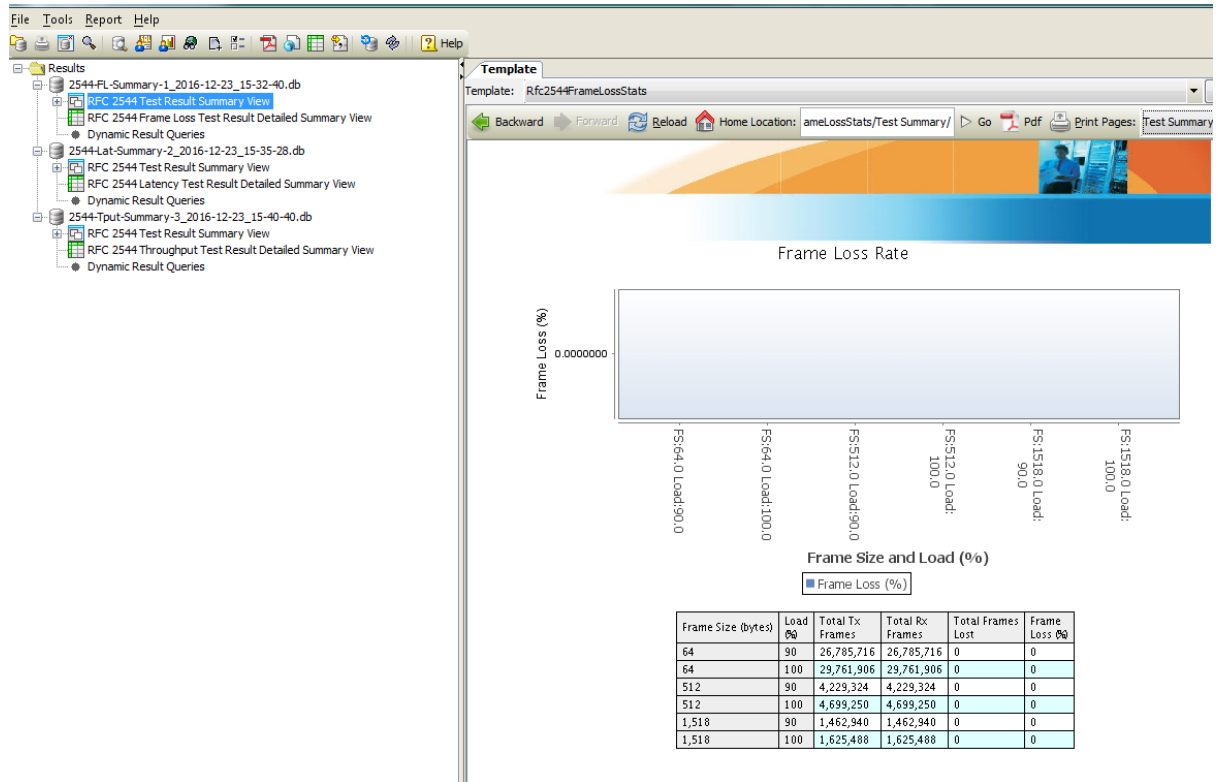 File Tools Report Help
Help
Results
2544-FL-Summary-1_2016-12-23_15-32-40.db
RFC 2544 Test Result Summary View
RFC 2544 Frame Loss Test Result Detailed Summary View
Dynamic Result Queries
2544-Lat-Summary-2_2016-12-23_15-35-28.db
RFC 2544 Test Result Summary View
RFC 2544 Latency Test Result Detailed Summary View
Dynamic Result Queries
2544-Tput-Summary-3_2016-12-23_15-40-40.db
RFC 2544 Test Result Summary View
RFC 2544 Throughput Test Result Detailed Summary View
Dynamic Result Queries
Template
Template: Rfc2544FrameLossStats
Backward Forward Reload Home Location: ameLossStats/Test Summary/ Go Pdf Print Pages: Test Summary
Frame Loss Rate
Frame Loss (%)
0.0000000
FS:64.0 Load:90.0
FS:64.0 Load:100.0
FS:512.0 Load:90.0
FS:512.0 Load:
100.0
FS:1518.0 Load:
90.0
FS:1518.0 Load:
100.0
Frame Size and Load (%)
Frame Loss (%)
Frame Size (bytes) Load (%) Total Tx Frames Total Rx Frames Total Frames Lost Frame Loss (%)
64 90 26,785,716 26,785,716 0 0
64 100 29,761,906 29,761,906 0 0
512 90 4,229,324 4,229,324 0 0
512 100 4,699,250 4,699,250 0 0
1,518 90 1,462,940 1,462,940 0 0
1,518 100 1,625,488 1,625,488 0 0